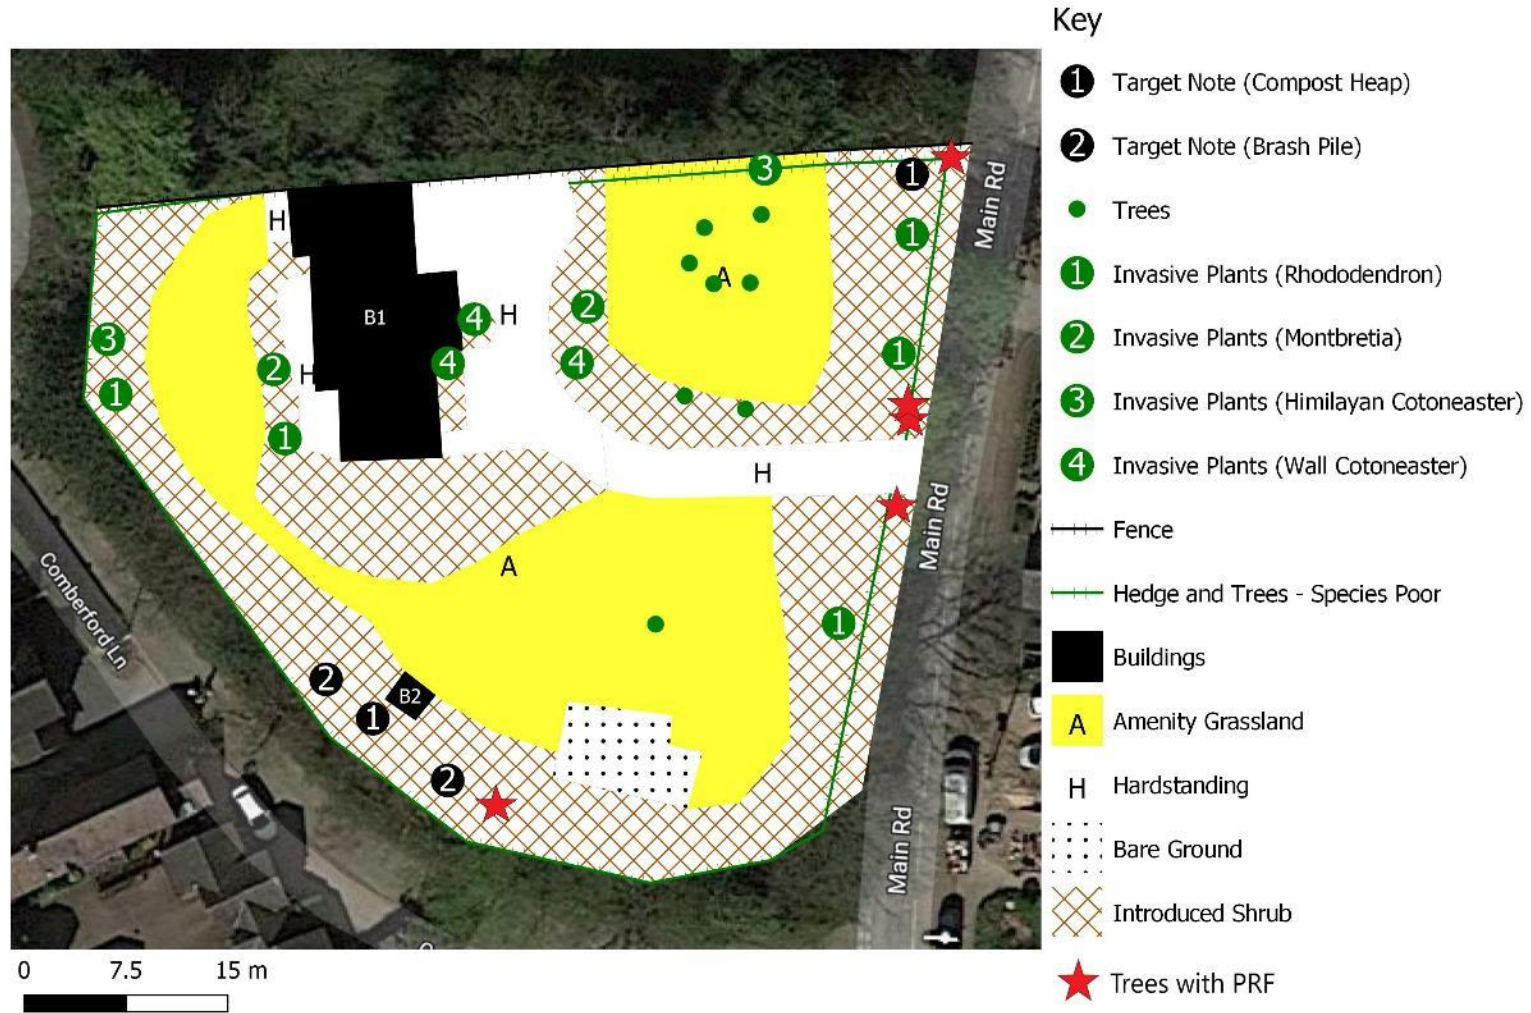 Key
1 Target Note (Compost Heap)
2 Target Note (Brash Pile)
Trees
1 Invasive Plants (Rhododendron)
2 Invasive Plants (Montbretia)
3 Invasive Plants (Himilayan Cotoneaster)
4 Invasive Plants (Wall Cotoneaster)
Fence
Hedge and Trees - Species Poor
Buildings
A Amenity Grassland
H Hardstanding
Bare Ground
Introduced Shrub
Trees with PRF
3
1
Main Rd
H
1
2
B1
4
H
A
3
2
H
4
4
1
1
1
H
Main Rd
A
Comberford Ln
1
2
B2
1
2
Main Rd
0 7.5 15 m